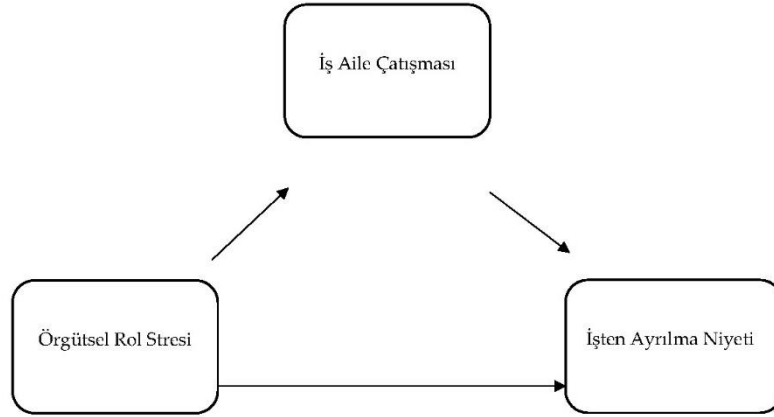 İş Aile Çatışması
Örgütsel Rol Stresi
İşten Ayrılma Niyeti